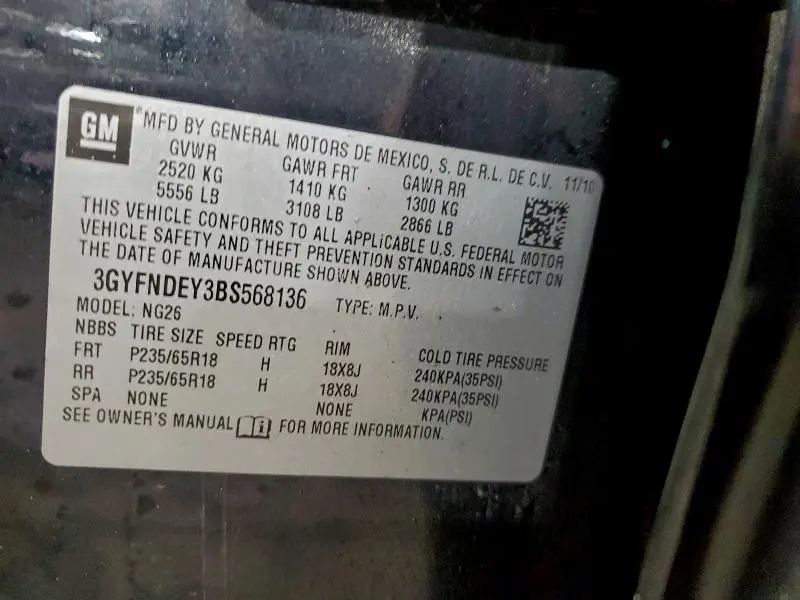 GM
MFD BY GENERAL MOTORS DE MEXICO, S. DE R.L. DE C.V. 11/10
GVWR GAWR FRT GAWR RR
2520 KG 1410 KG 1300 KG
5556 LB 3108 LB 2866 LB
THIS VEHICLE CONFORMS TO ALL APPLICABLE U.S. FEDERAL MOTOR
VEHICLE SAFETY AND THEFT PREVENTION STANDARDS IN EFFECT ON
THE DATE OF MANUFACTURE SHOWN ABOVE.
3GYFNDEY3BS568136 TYPE: M.P.V.
MODEL: NG26
NBBS TIRE SIZE SPEED RTG RIM COLD TIRE PRESSURE
FRT P235/65R18 H 18X8J 240KPA(35PSI)
RR P235/65R18 H 18X8J 240KPA(35PSI)
SPA NONE NONE KPA(PSI)
SEE OWNER'S MANUAL FOR MORE INFORMATION.